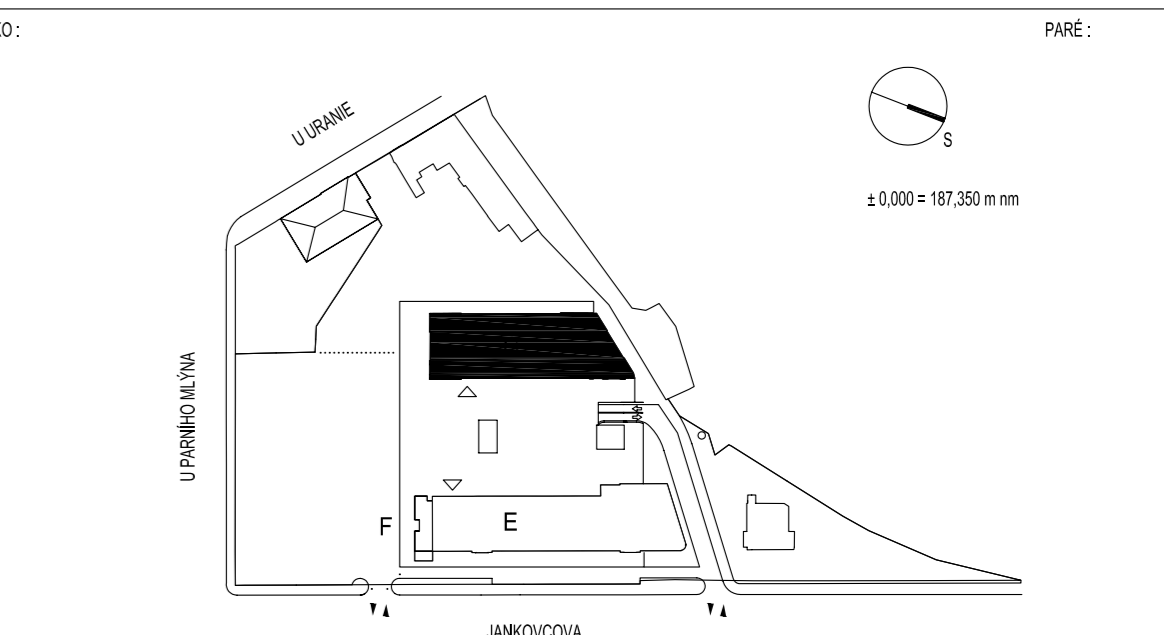 PARÉ :
U URANIE
S
± 0,000 = 187,350 m nm
U PARNÍHO MLÝNA
F
E
JANKOVCOVA